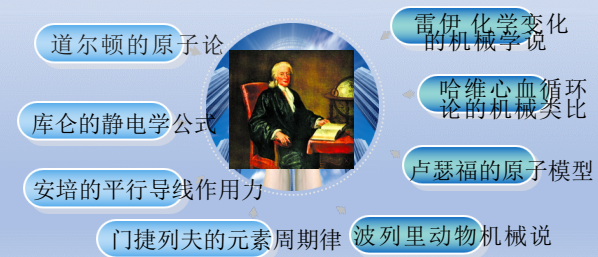 道尔顿的原子论
雷伊 化学变化
的机械学说
哈维心血循环
论的机械类比
库仑的静电学公式
卢瑟福的原子模型
安培的平行导线作用力
门捷列夫的元素周期律
波列里动物机械说